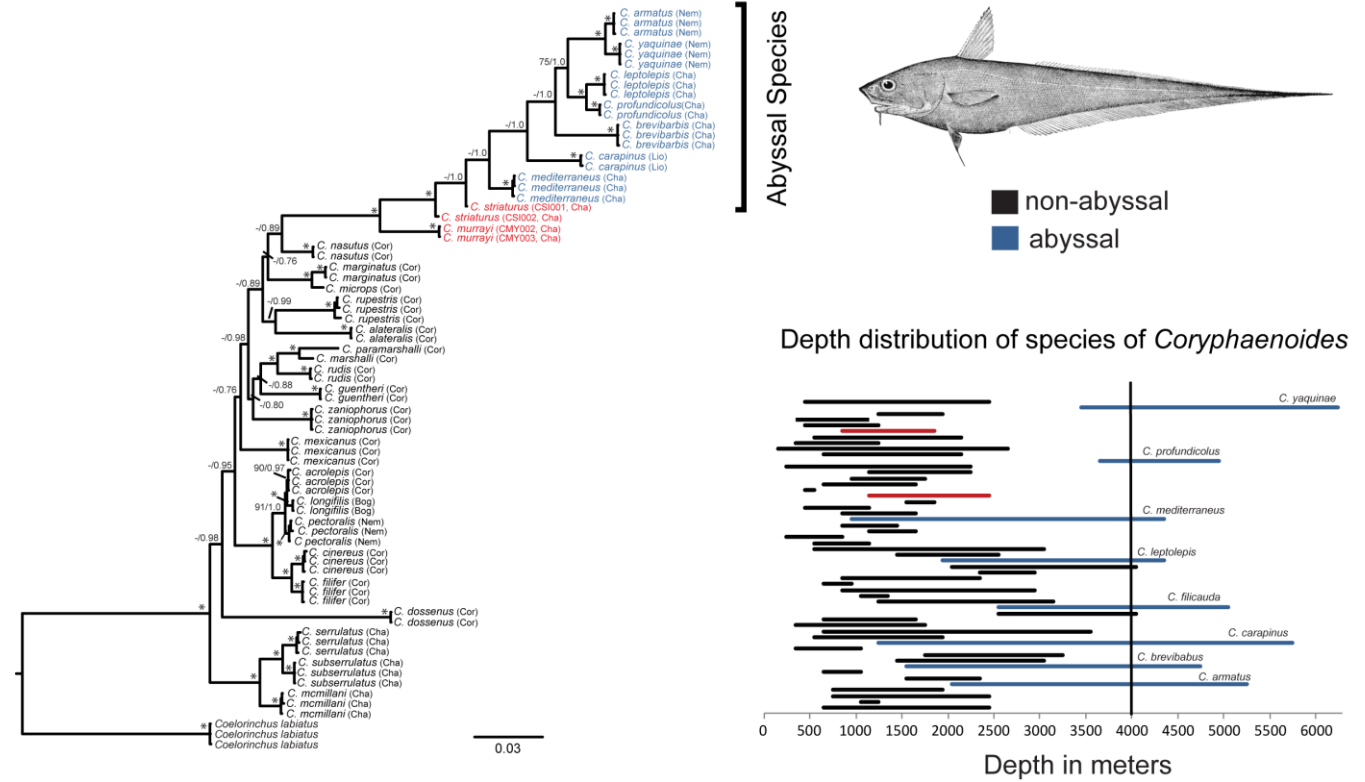 C. armatus (Nem)
C. armatus (Nem)
C. armatus (Nem)
C. yaquinae (Nem)
C. yaquinae (Nem)
C. yaquinae (Nem)
75/1.0
C. leptolepis (Cha)
C. leptolepis (Cha)
C. leptolepis (Cha)
C. profundicolus(Cha)
C. profundicolus (Cha)
-/1.0
C. brevibarbis (Cha)
C. brevibarbis (Cha)
C. brevibarbis (Cha)
-/1.0
C. carapinus (Lio)
C. carapinus (Lio)
-/1.0
C. mediterraneus (Cha)
C. mediterraneus (Cha)
C. mediterraneus (Cha)
-/1.0
C. striaturus (CSI001, Cha)
C. striaturus (CSI002, Cha)
C. murrayi (CMY002, Cha)
C. murrayi (CMY003, Cha)
-/0.89
C. nasutus (Cor)
C. nasutus (Cor)
-/0.76
C. marginatus (Cor)
C. marginatus (Cor)
C. microps (Cor)
-/0.89
-/0.99
C. rupestris (Cor)
C. rupestris (Cor)
C. rupestris (Cor)
C. alateralis (Cor)
C. alateralis (Cor)
-/0.98
C. paramarshalli (Cor)
C. marshalli (Cor)
C. rudis (Cor)
C. rudis (Cor)
-/0.88
C. guentheri (Cor)
C. guentheri (Cor)
-/0.76
-/0.80
C. zaniophorus (Cor)
C. zaniophorus (Cor)
C. zaniophorus (Cor)
C. mexicanus (Cor)
C. mexicanus (Cor)
C. mexicanus (Cor)
-/0.95
90/0.97
C. acrolepis (Cor)
C. acrolepis (Cor)
C. acrolepis (Cor)
C. longifilis (Bog)
C. longifilis (Bog)
91/1.0
C. pectoralis (Nem)
C. pectoralis (Nem)
C. pectoralis (Nem)
-/0.98
C. cinereus (Cor)
C. cinereus (Cor)
C. cinereus (Cor)
C. filifer (Cor)
C. filifer (Cor)
C. filifer (Cor)
C. dossenus (Cor)
C. dossenus (Cor)
C. serrulatus (Cha)
C. serrulatus (Cha)
C. serrulatus (Cha)
C. subserrulatus (Cha)
C. subserrulatus (Cha)
C. subserrulatus (Cha)
C. mcmillani (Cha)
C. mcmillani (Cha)
C. mcmillani (Cha)
Coelorinchus labiatus
Coelorinchus labiatus
Coelorinchus labiatus
0.03
Abyssal Species
non-abyssal
abyssal
Depth distribution of species of Coryphaenoides
C. yaquinae
C. profundicolus
C. mediterraneus
C. leptolepis
C. filicauda
C. carapinus
C. brevibabus
C. armatus
0 500 1000 1500 2000 2500 3000 3500 4000 4500 5000 5500 6000
Depth in meters